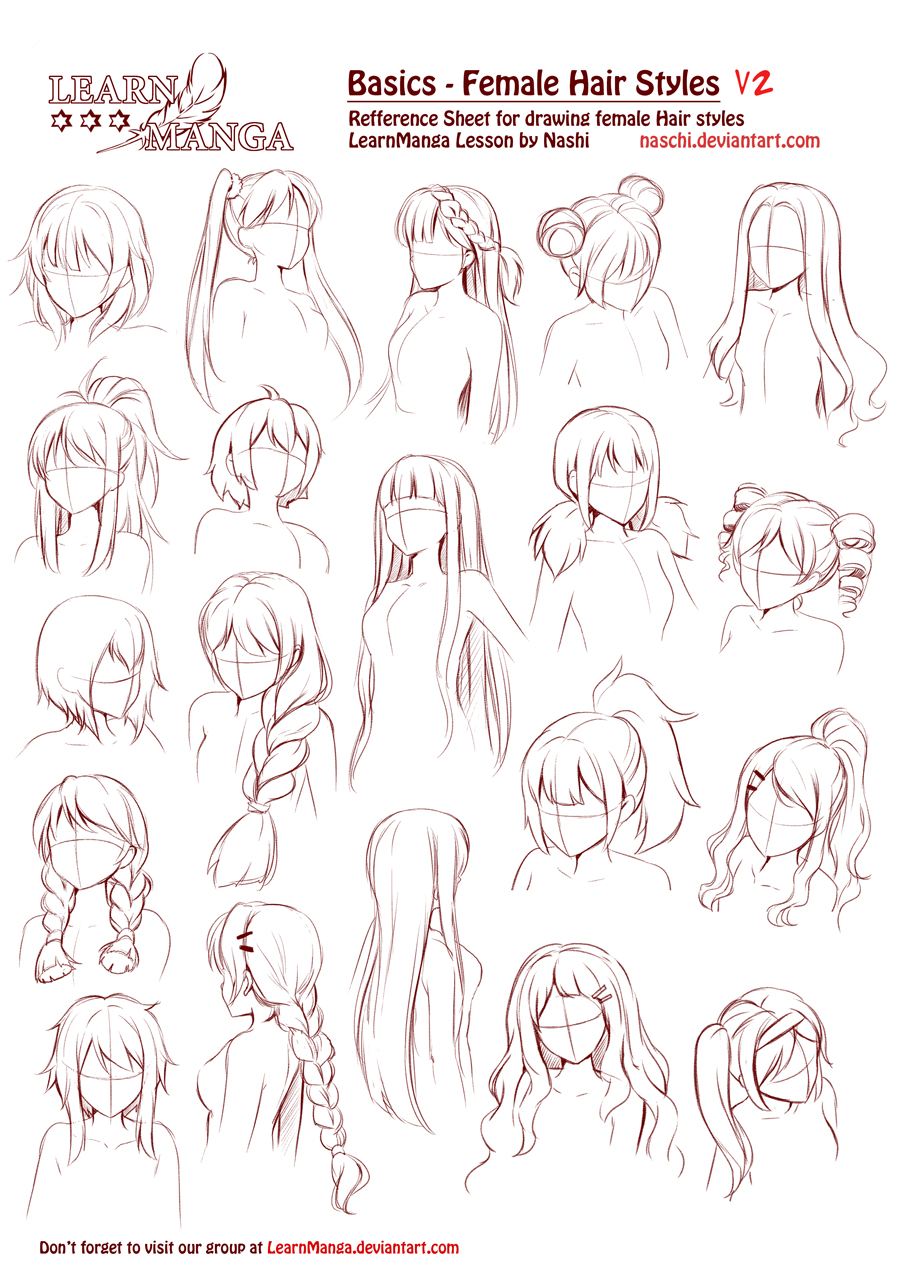 LEARN
MANGA
Basics - Female Hair Styles V2
Refference Sheet for drawing female Hair styles
LearnManga Lesson by Nashi naschi.deviantart.com
Don't forget to visit our group at LearnManga.deviantart.com